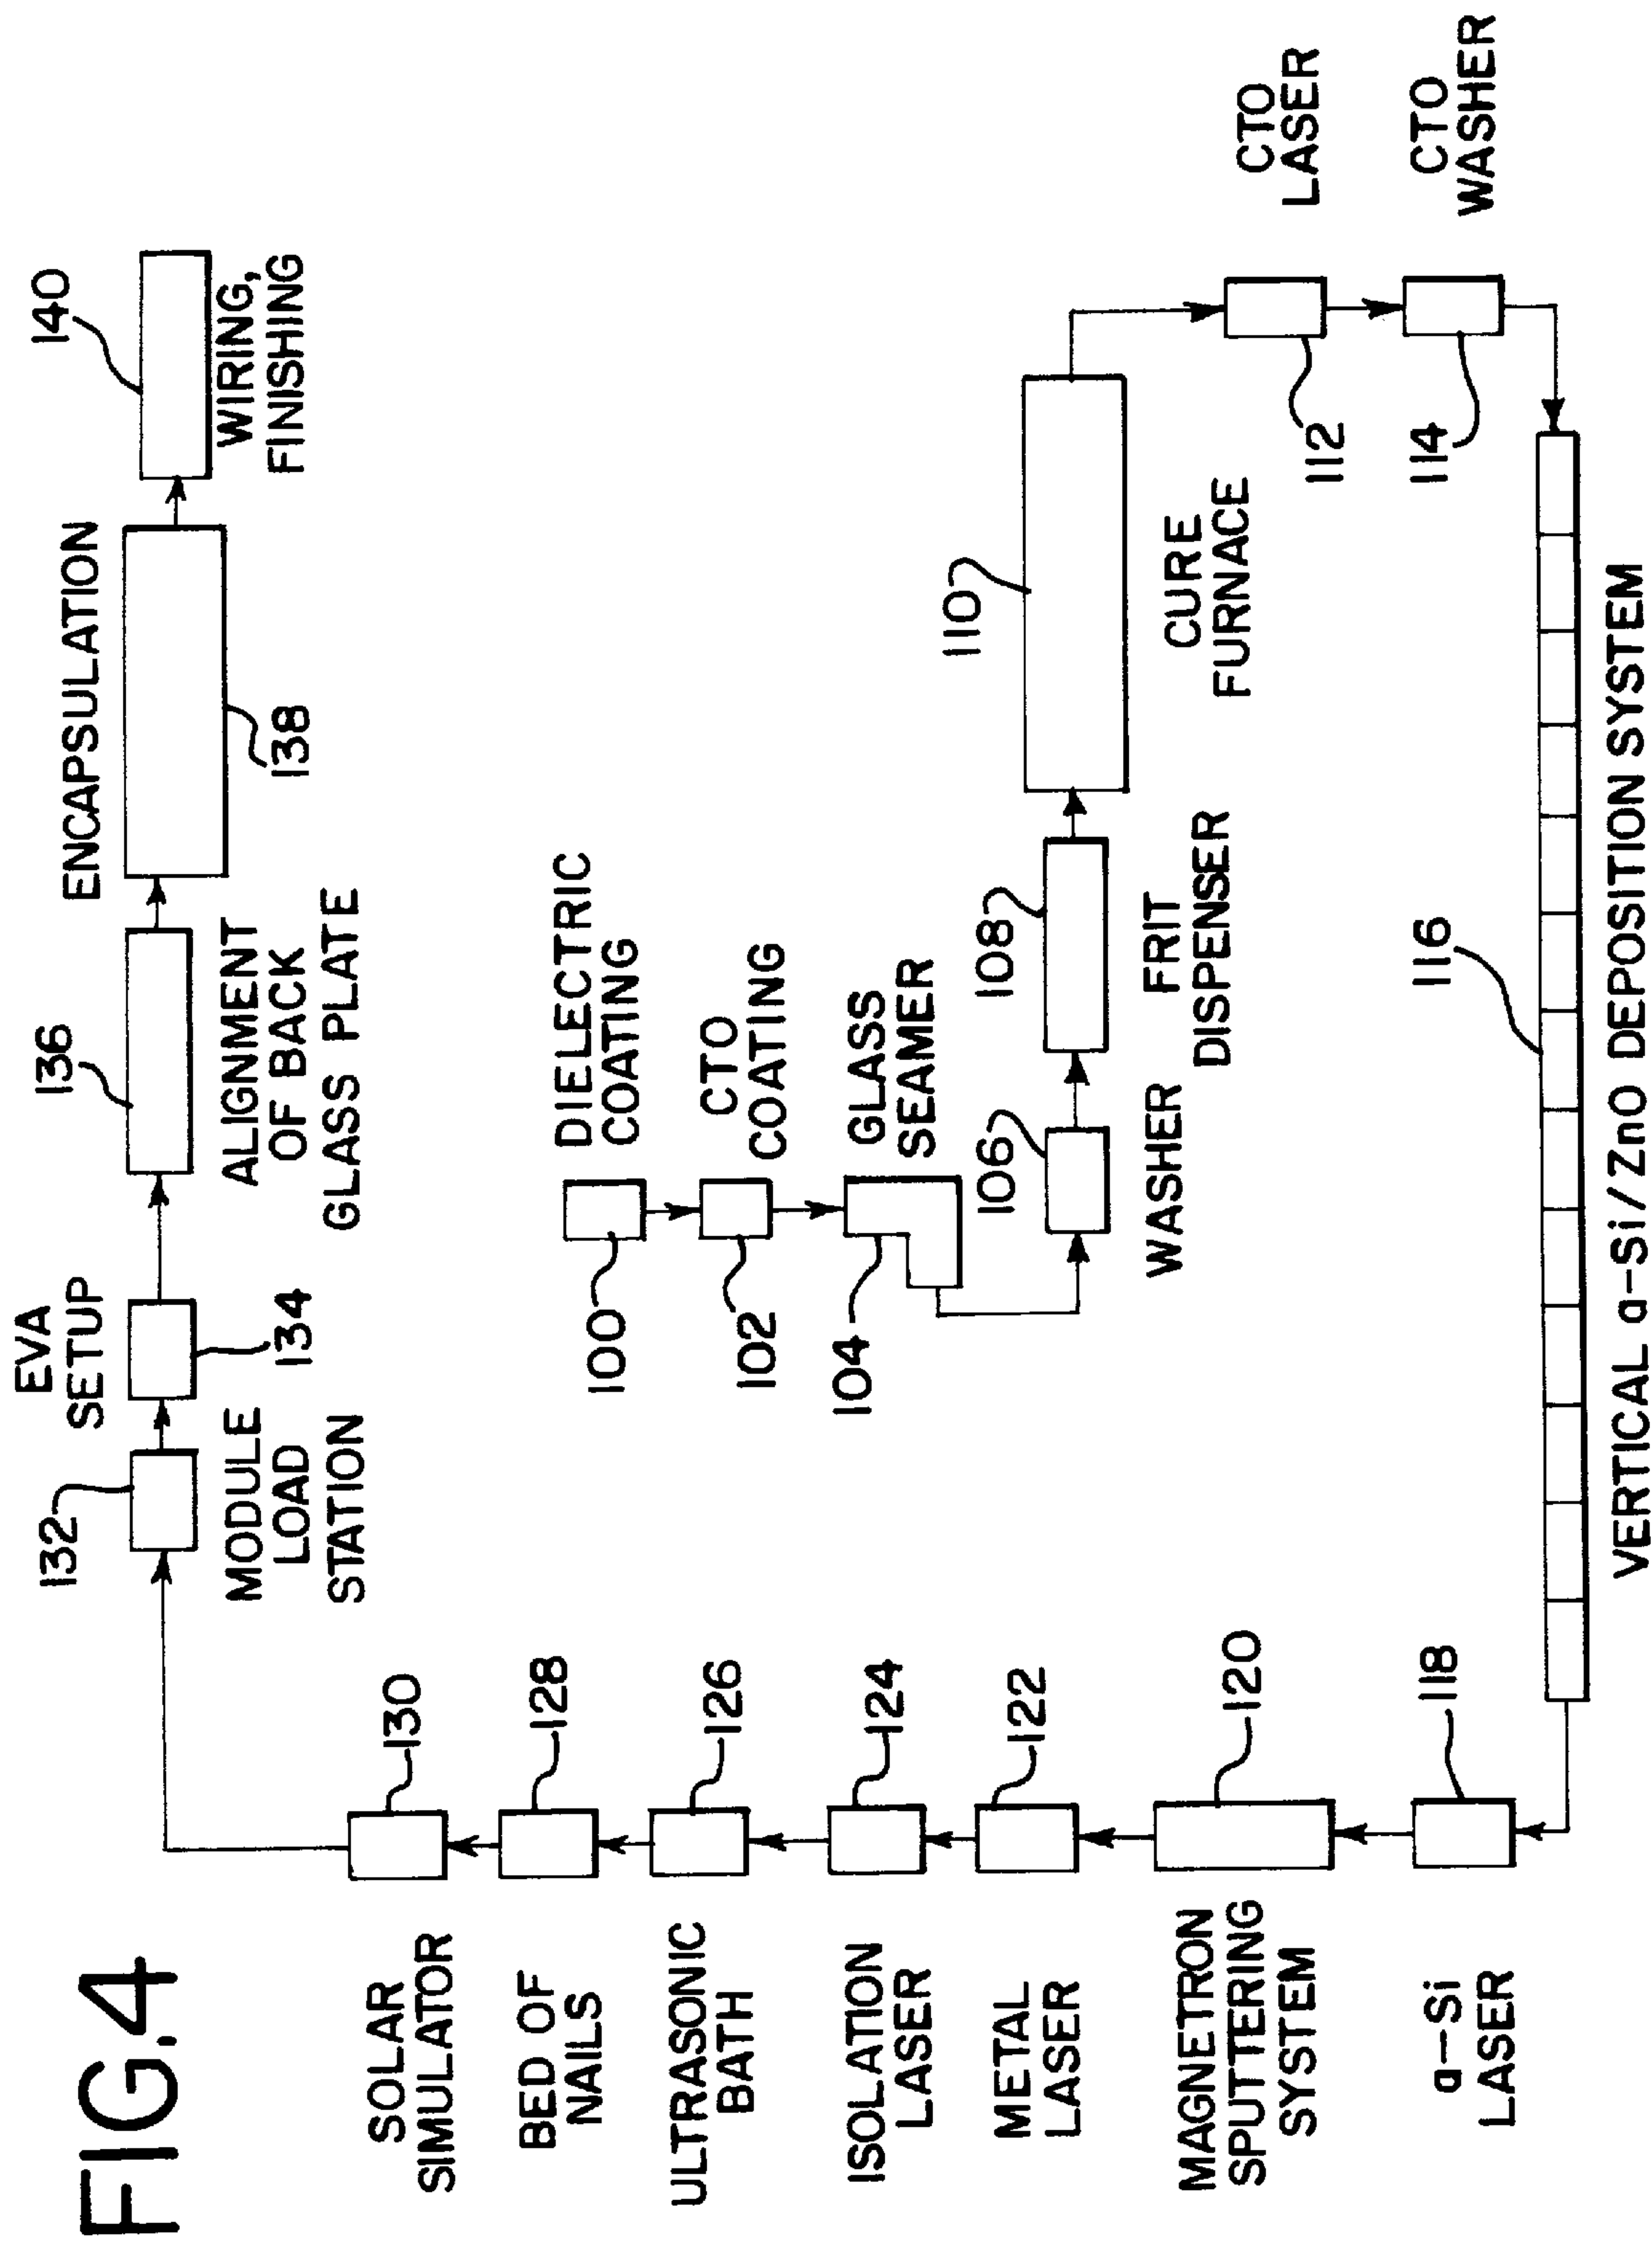 FIG.4
EVA
SETUP
132
134
MODULE
LOAD
STATION
136
ALIGNMENT
OF BACK
GLASS PLATE
ENCAPSULATION
138
140
WIRING,
FINISHING
130
SOLAR
SIMULATOR
128
BED OF
NAILS
126
ULTRASONIC
BATH
124
ISOLATION
LASER
122
METAL
LASER
120
MAGNETRON
SPUTTERING
SYSTEM
118
a-Si
LASER
DIELECTRIC
COATING
100
CTO
COATING
102
GLASS
SEAMER
104
106
WASHER
108
FRIT
DISPENSER
110
CURE
FURNACE
CTO
LASER
112
CTO
WASHER
114
116
VERTICAL a-Si/ZnO DEPOSITION SYSTEM